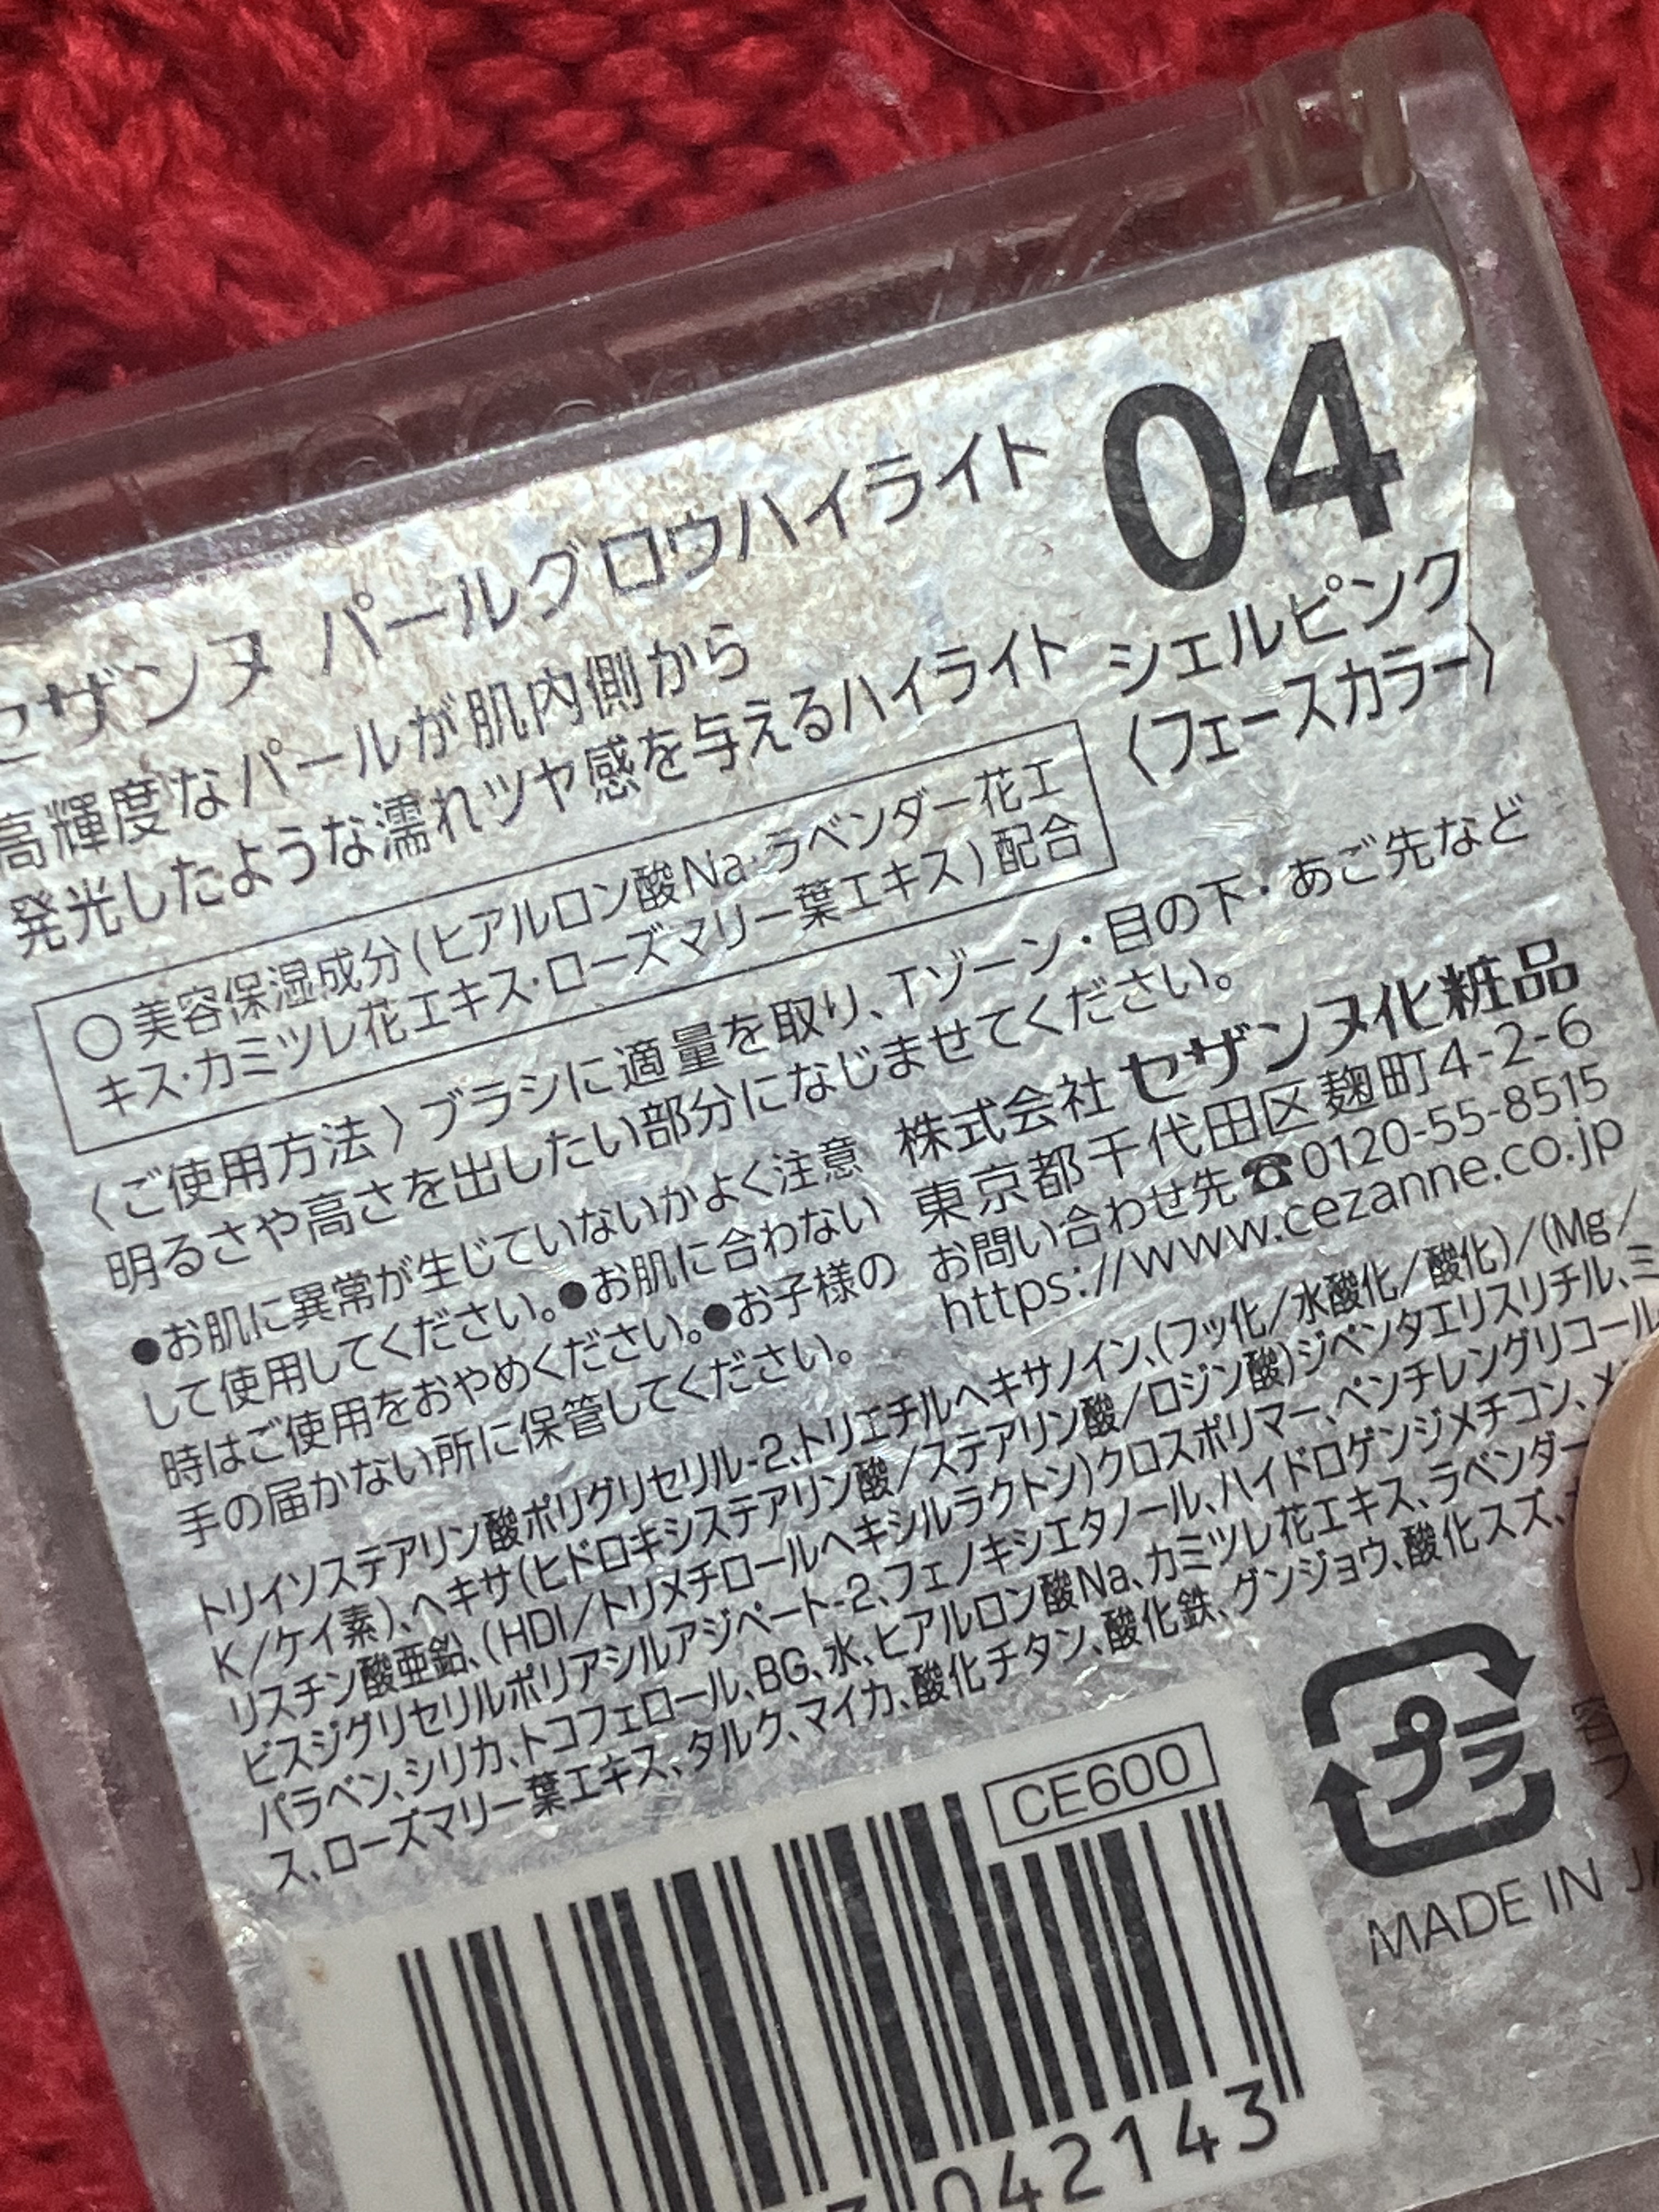 セザンヌ パールグロウハイライト
04
高輝度なパールが肌内側から
発光したような濡れツヤ感を与えるハイライト
シェルピンク
〈フェースカラー〉
○美容保湿成分(ヒアルロン酸Na・ラベンダー花エ
キス・カミツレ花エキス・ローズマリー葉エキス)配合
〈ご使用方法〉ブラシに適量を取り、Tゾーン・目の下・あご先など
明るさや高さを出したい部分になじませてください。
●お肌に異常が生じていないかよく注意
して使用してください。●お肌に合わない
時はご使用をおやめください。●お子様の
手の届かない所に保管してください。
株式会社 セザンヌ化粧品
東京都千代田区麹町4-2-6
お問い合わせ先☎0120-55-8515
https://www.cezanne.co.jp
トリイソステアリン酸ポリグリセリル-2、トリエチルヘキサノイン、(フッ化/水酸化/酸化)/(Mg/
K/ケイ素)、ヘキサ(ヒドロキシステアリン酸/ステアリン酸/ロジン酸)ジペンタエリスリチル、ミ
リスチン酸亜鉛、(HDI/トリメチロールヘキシルラクトン)クロスポリマー、ペンチレングリコール
ビスジグリセリルポリアシルアジペート-2、フェノキシエタノール、ハイドロゲンジメチコン、メ
パラベン、シリカ、トコフェロール、BG、水、ヒアルロン酸Na、カミツレ花エキス、ラベンダー
ス、ローズマリー葉エキス、タルク、マイカ、酸化チタン、酸化鉄、グンジョウ、酸化スズ、
CE600
プラ
MADE IN JA
042143